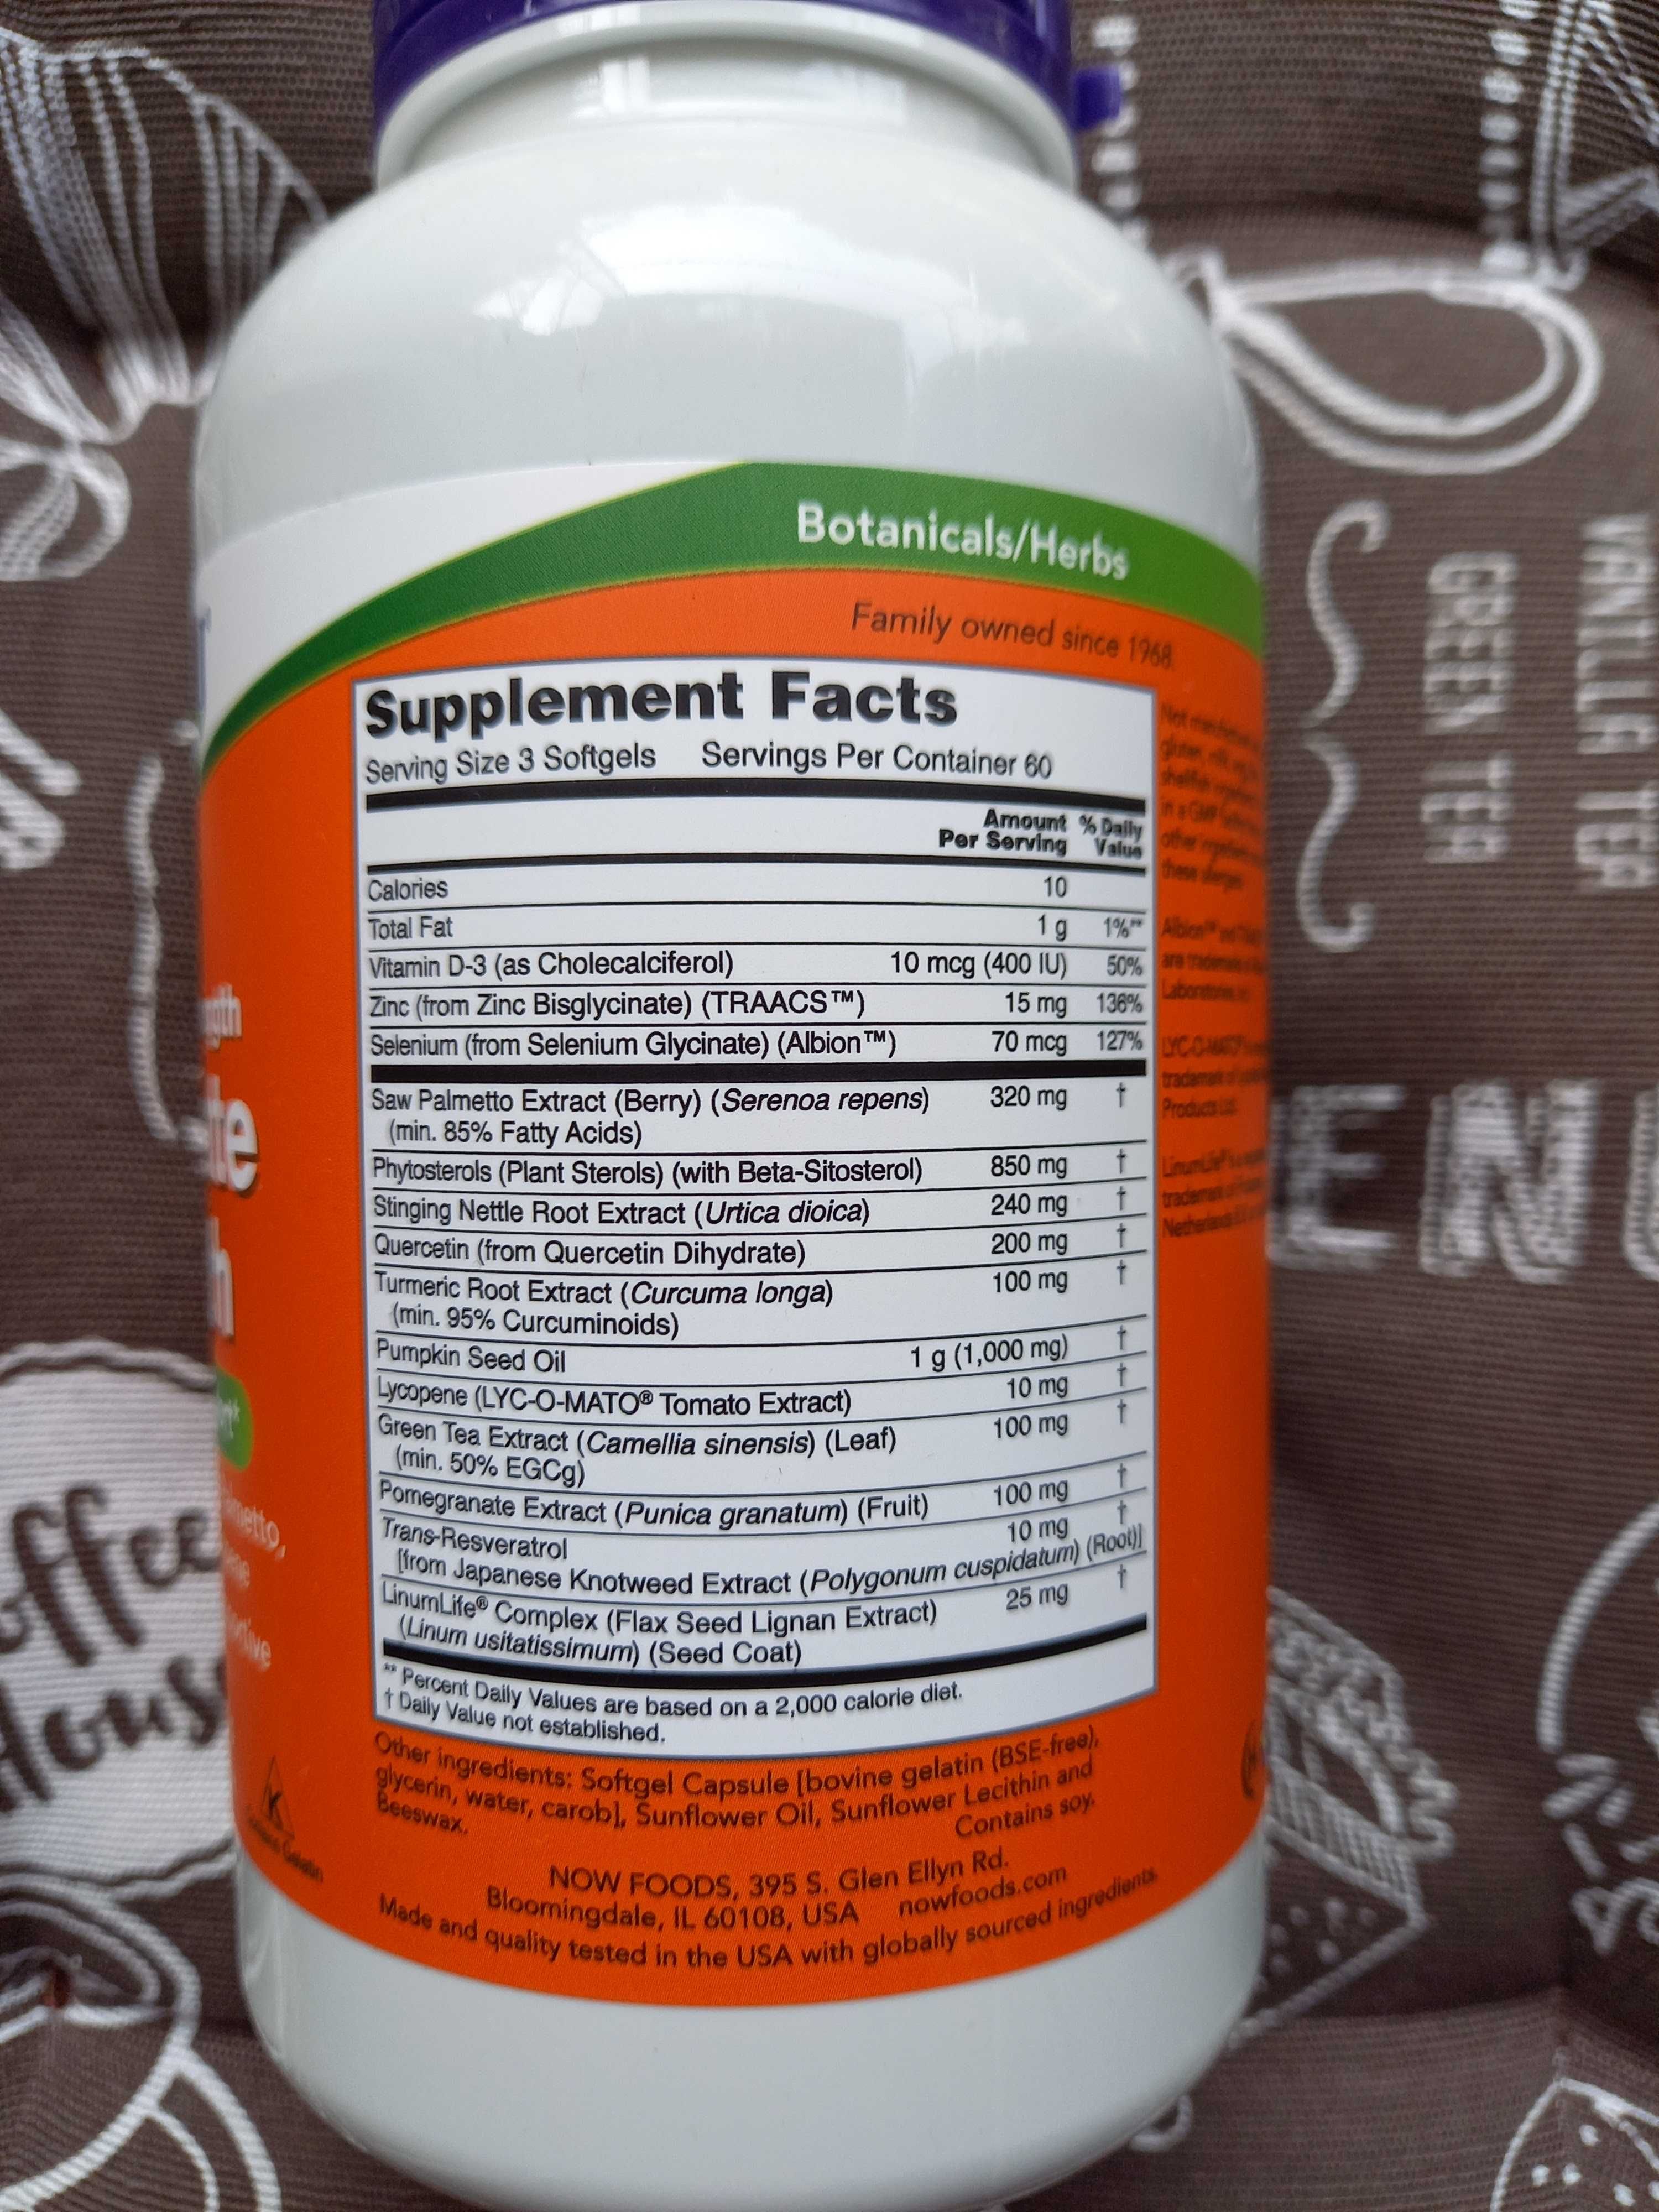 Botanicals/Herbs
Family owned since 1968.
Supplement Facts
Serving Size 3 Softgels Servings Per Container 60
Amount Per Serving % Daily Value
Calories 10
Total Fat 1 g 1%**
Vitamin D-3 (as Cholecalciferol) 10 mcg (400 IU) 50%
Zinc (from Zinc Bisglycinate) (TRAACS™) 15 mg 136%
Selenium (from Selenium Glycinate) (Albion™) 70 mcg 127%
Saw Palmetto Extract (Berry) (Serenoa repens) 320 mg †
(min. 85% Fatty Acids)
Phytosterols (Plant Sterols) (with Beta-Sitosterol) 850 mg †
Stinging Nettle Root Extract (Urtica dioica) 240 mg †
Quercetin (from Quercetin Dihydrate) 200 mg †
Turmeric Root Extract (Curcuma longa) 100 mg †
(min. 95% Curcuminoids)
Pumpkin Seed Oil 1 g (1,000 mg) †
Lycopene (LYC-O-MATO® Tomato Extract) 10 mg †
Green Tea Extract (Camellia sinensis) (Leaf) 100 mg †
(min. 50% EGCg)
Pomegranate Extract (Punica granatum) (Fruit) 100 mg †
Trans-Resveratrol 10 mg †
[from Japanese Knotweed Extract (Polygonum cuspidatum) (Root)]
LinumLife® Complex (Flax Seed Lignan Extract) 25 mg †
(Linum usitatissimum) (Seed Coat)
** Percent Daily Values are based on a 2,000 calorie diet.
† Daily Value not established.
Other ingredients: Softgel Capsule [bovine gelatin (BSE-free),
glycerin, water, carob], Sunflower Oil, Sunflower Lecithin and
Beeswax.
Contains soy.
NOW FOODS, 395 S. Glen Ellyn Rd.
Bloomingdale, IL 60108, USA nowfoods.com
Made and quality tested in the USA with globally sourced ingredients.
K
GREEN TEA
VANILLA TEA